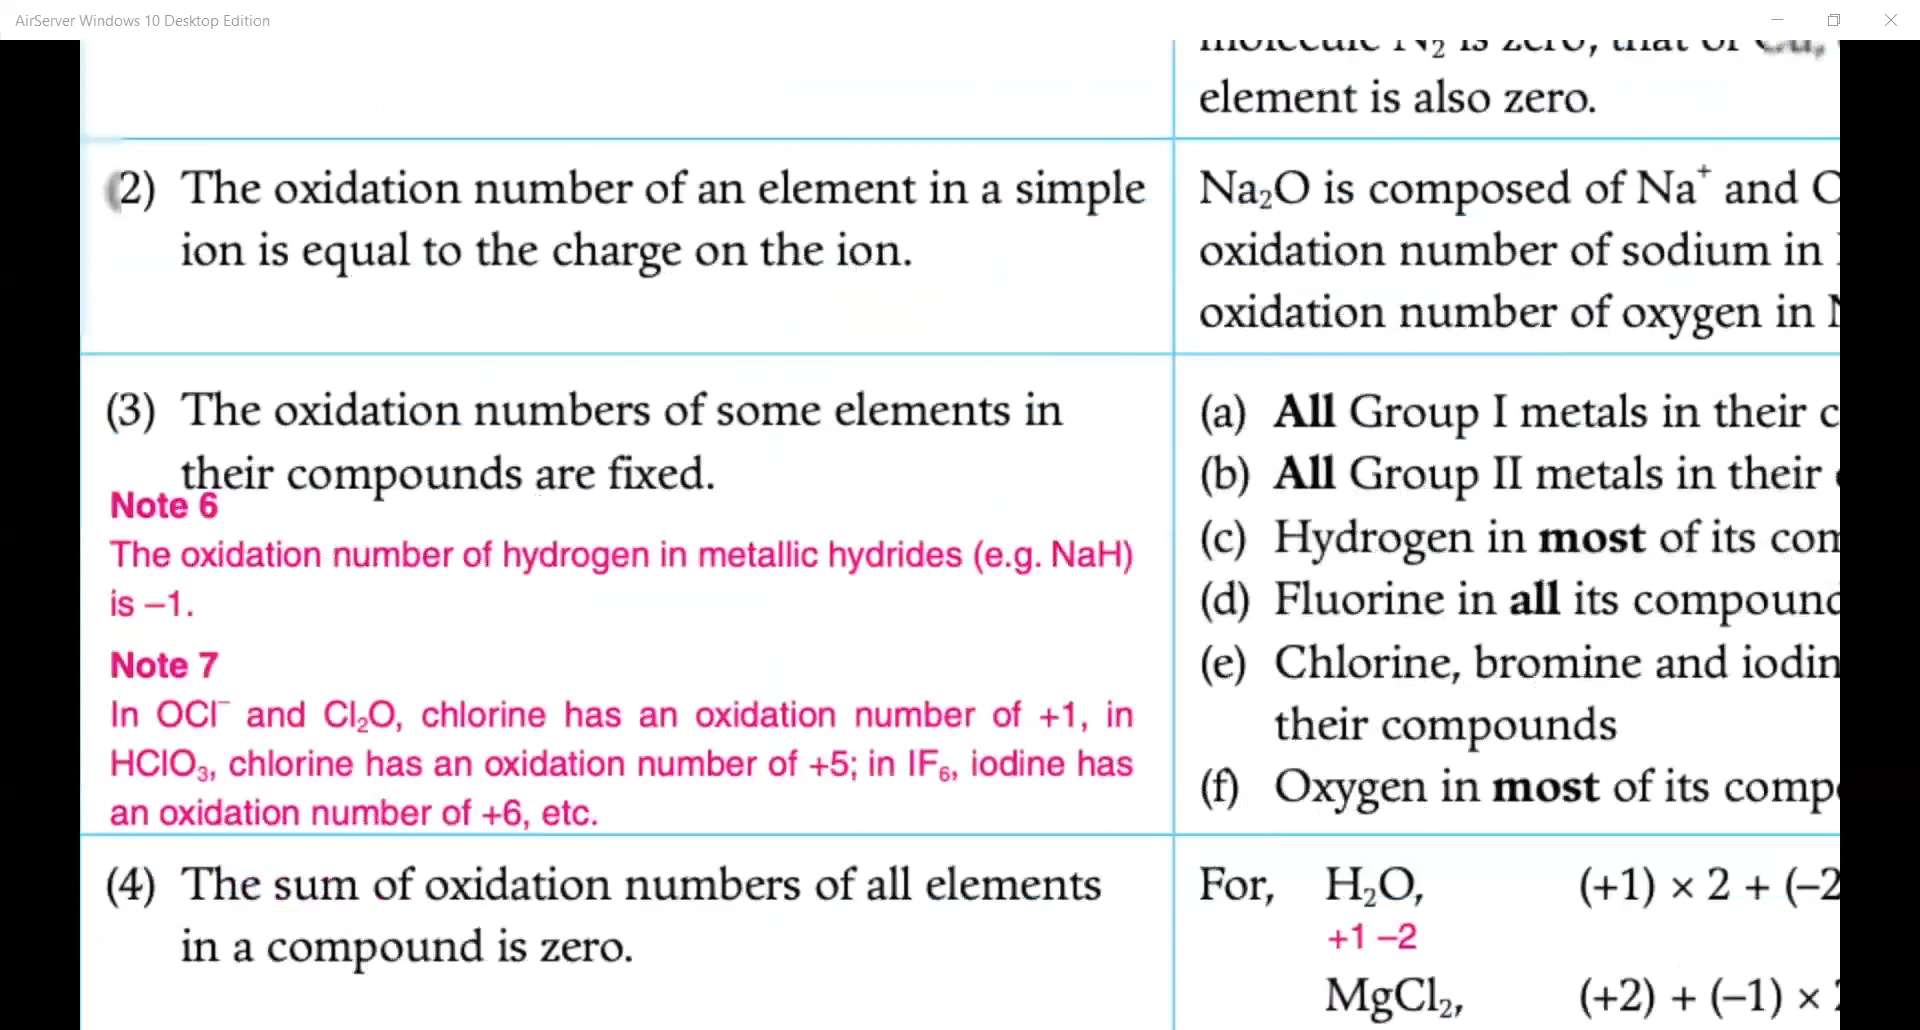 AirServer Windows 10 Desktop Edition
molecule N₂ is zero, that of Cu,
element is also zero.
(2) The oxidation number of an element in a simple
ion is equal to the charge on the ion.
Na₂O is composed of Na⁺ and
oxidation number of sodium in
oxidation number of oxygen in
(3) The oxidation numbers of some elements in
their compounds are fixed.
Note 6
The oxidation number of hydrogen in metallic hydrides (e.g. NaH)
is –1.
Note 7
In OCl⁻ and Cl₂O, chlorine has an oxidation number of +1, in
HClO₃, chlorine has an oxidation number of +5; in IF₆, iodine has
an oxidation number of +6, etc.
(a) All Group I metals in their
(b) All Group II metals in their
(c) Hydrogen in most of its
(d) Fluorine in all its
(e) Chlorine, bromine and
their compounds
(f) Oxygen in most of its
(4) The sum of oxidation numbers of all elements
in a compound is zero.
For, H₂O, (+1) × 2 + (–2
+1 –2
MgCl₂, (+2) + (–1) ×